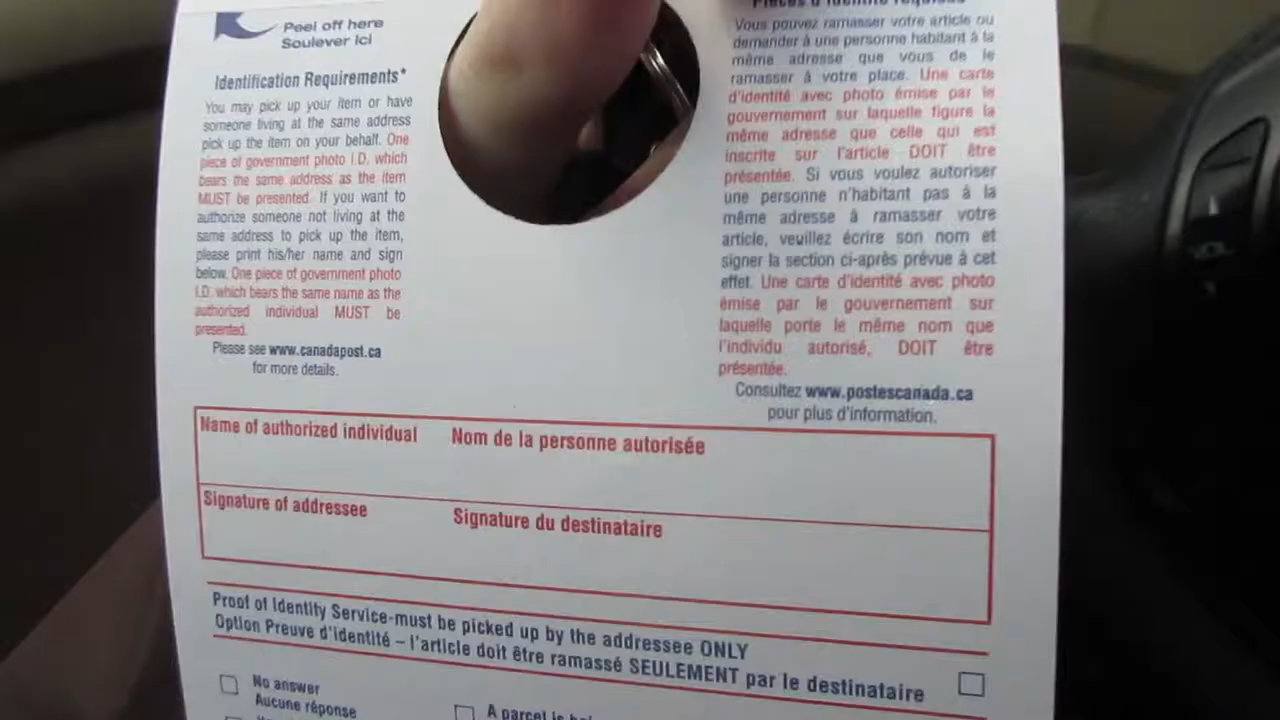 Peel off here
Soulever ici
Identification Requirements*
You may pick up your item or have
someone living at the same address
pick up the item on your behalf. One
piece of government photo I.D. which
bears the same address as the item
MUST be presented. If you want to
authorize someone not living at the
same address to pick up the item,
please print his/her name and sign
below. One piece of government photo
I.D. which bears the same name as the
authorized individual MUST be
presented.
Please see www.canadapost.ca
for more details.
Pièces d'identité requises
Vous pouvez ramasser votre article ou
demander à une personne habitant à la
même adresse que vous de le
ramasser à votre place. Une carte
d'identité avec photo émise par le
gouvernement sur laquelle figure la
même adresse que celle qui est
inscrite sur l'article DOIT être
présentée. Si vous voulez autoriser
une personne n'habitant pas à la
même adresse à ramasser votre
article, veuillez écrire son nom et
signer la section ci-après prévue à cet
effet. Une carte d'identité avec photo
émise par le gouvernement sur
laquelle porte le même nom que
l'individu autorisé, DOIT être
présentée.
Consultez www.postescanada.ca
pour plus d'information.
Name of authorized individual Nom de la personne autorisée
Signature of addressee Signature du destinataire
Proof of Identity Service-must be picked up by the addressee ONLY
Option Preuve d'identité – l'article doit être ramassé SEULEMENT par le destinataire
No answer
Aucune réponse
A parcel is
VOL